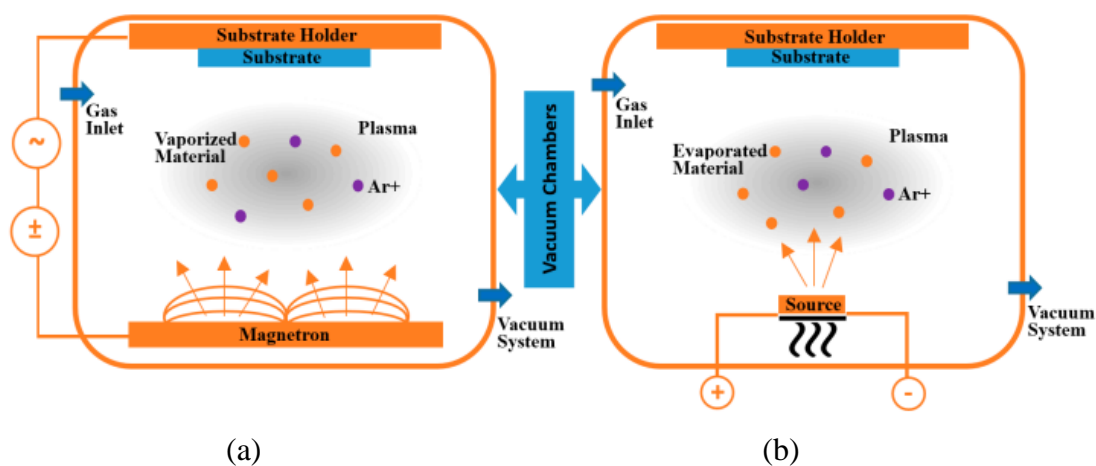 Substrate Holder
Substrate
Gas
Inlet
Vaporized
Material
Plasma
Ar+
~
±
Magnetron
Vacuum
System
Vacuum Chambers
Substrate Holder
Substrate
Gas
Inlet
Evaporated
Material
Plasma
Ar+
Source
+
-
Vacuum
System
(a)
(b)